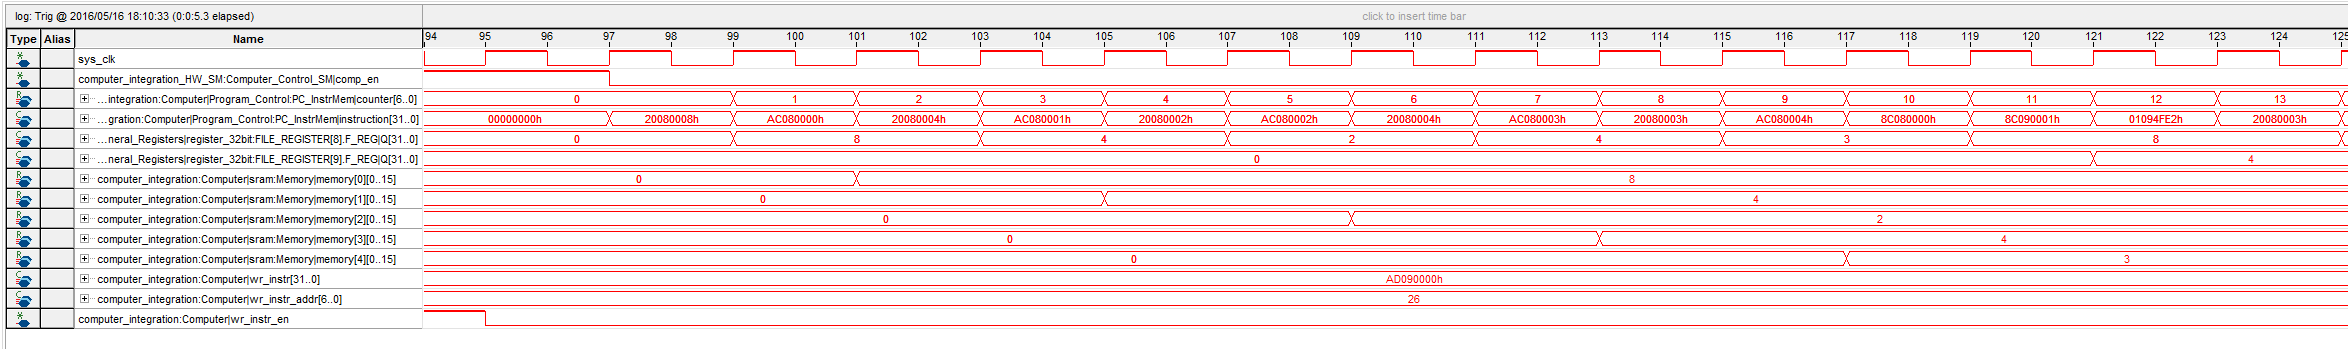 log: Trig @ 2016/05/16 18:10:33 (0:0:5.3 elapsed) click to insert time bar
Type Alias Name 94 95 96 97 98 99 100 101 102 103 104 105 106 107 108 109 110 111 112 113 114 115 116 117 118 119 120 121 122 123 124 125
sys_clk
computer_integration_HW_SM:Computer_Control_SM|comp_en
...integration:Computer|Program_Control:PC_InstrMem|counter[6..0] 0 1 2 3 4 5 6 7 8 9 10 11 12 13
...gration:Computer|Program_Control:PC_InstrMem|instruction[31..0] 00000000h 20080008h AC080000h 20080004h AC080001h 20080002h AC080002h 20080004h AC080003h 20080003h AC080004h 8C080000h 8C090001h 01094FE2h 20080003h
...neral_Registers|register_32bit:FILE_REGISTER[8].F_REG|Q[31..0] 0 8 4 2 4 3 8
...neral_Registers|register_32bit:FILE_REGISTER[9].F_REG|Q[31..0] 0 4
computer_integration:Computer|sram:Memory|memory[0][0..15] 0 8
computer_integration:Computer|sram:Memory|memory[1][0..15] 0 4
computer_integration:Computer|sram:Memory|memory[2][0..15] 0 2
computer_integration:Computer|sram:Memory|memory[3][0..15] 0 4
computer_integration:Computer|sram:Memory|memory[4][0..15] 0 3
computer_integration:Computer|wr_instr[31..0] AD090000h
computer_integration:Computer|wr_instr_addr[6..0] 26
computer_integration:Computer|wr_instr_en